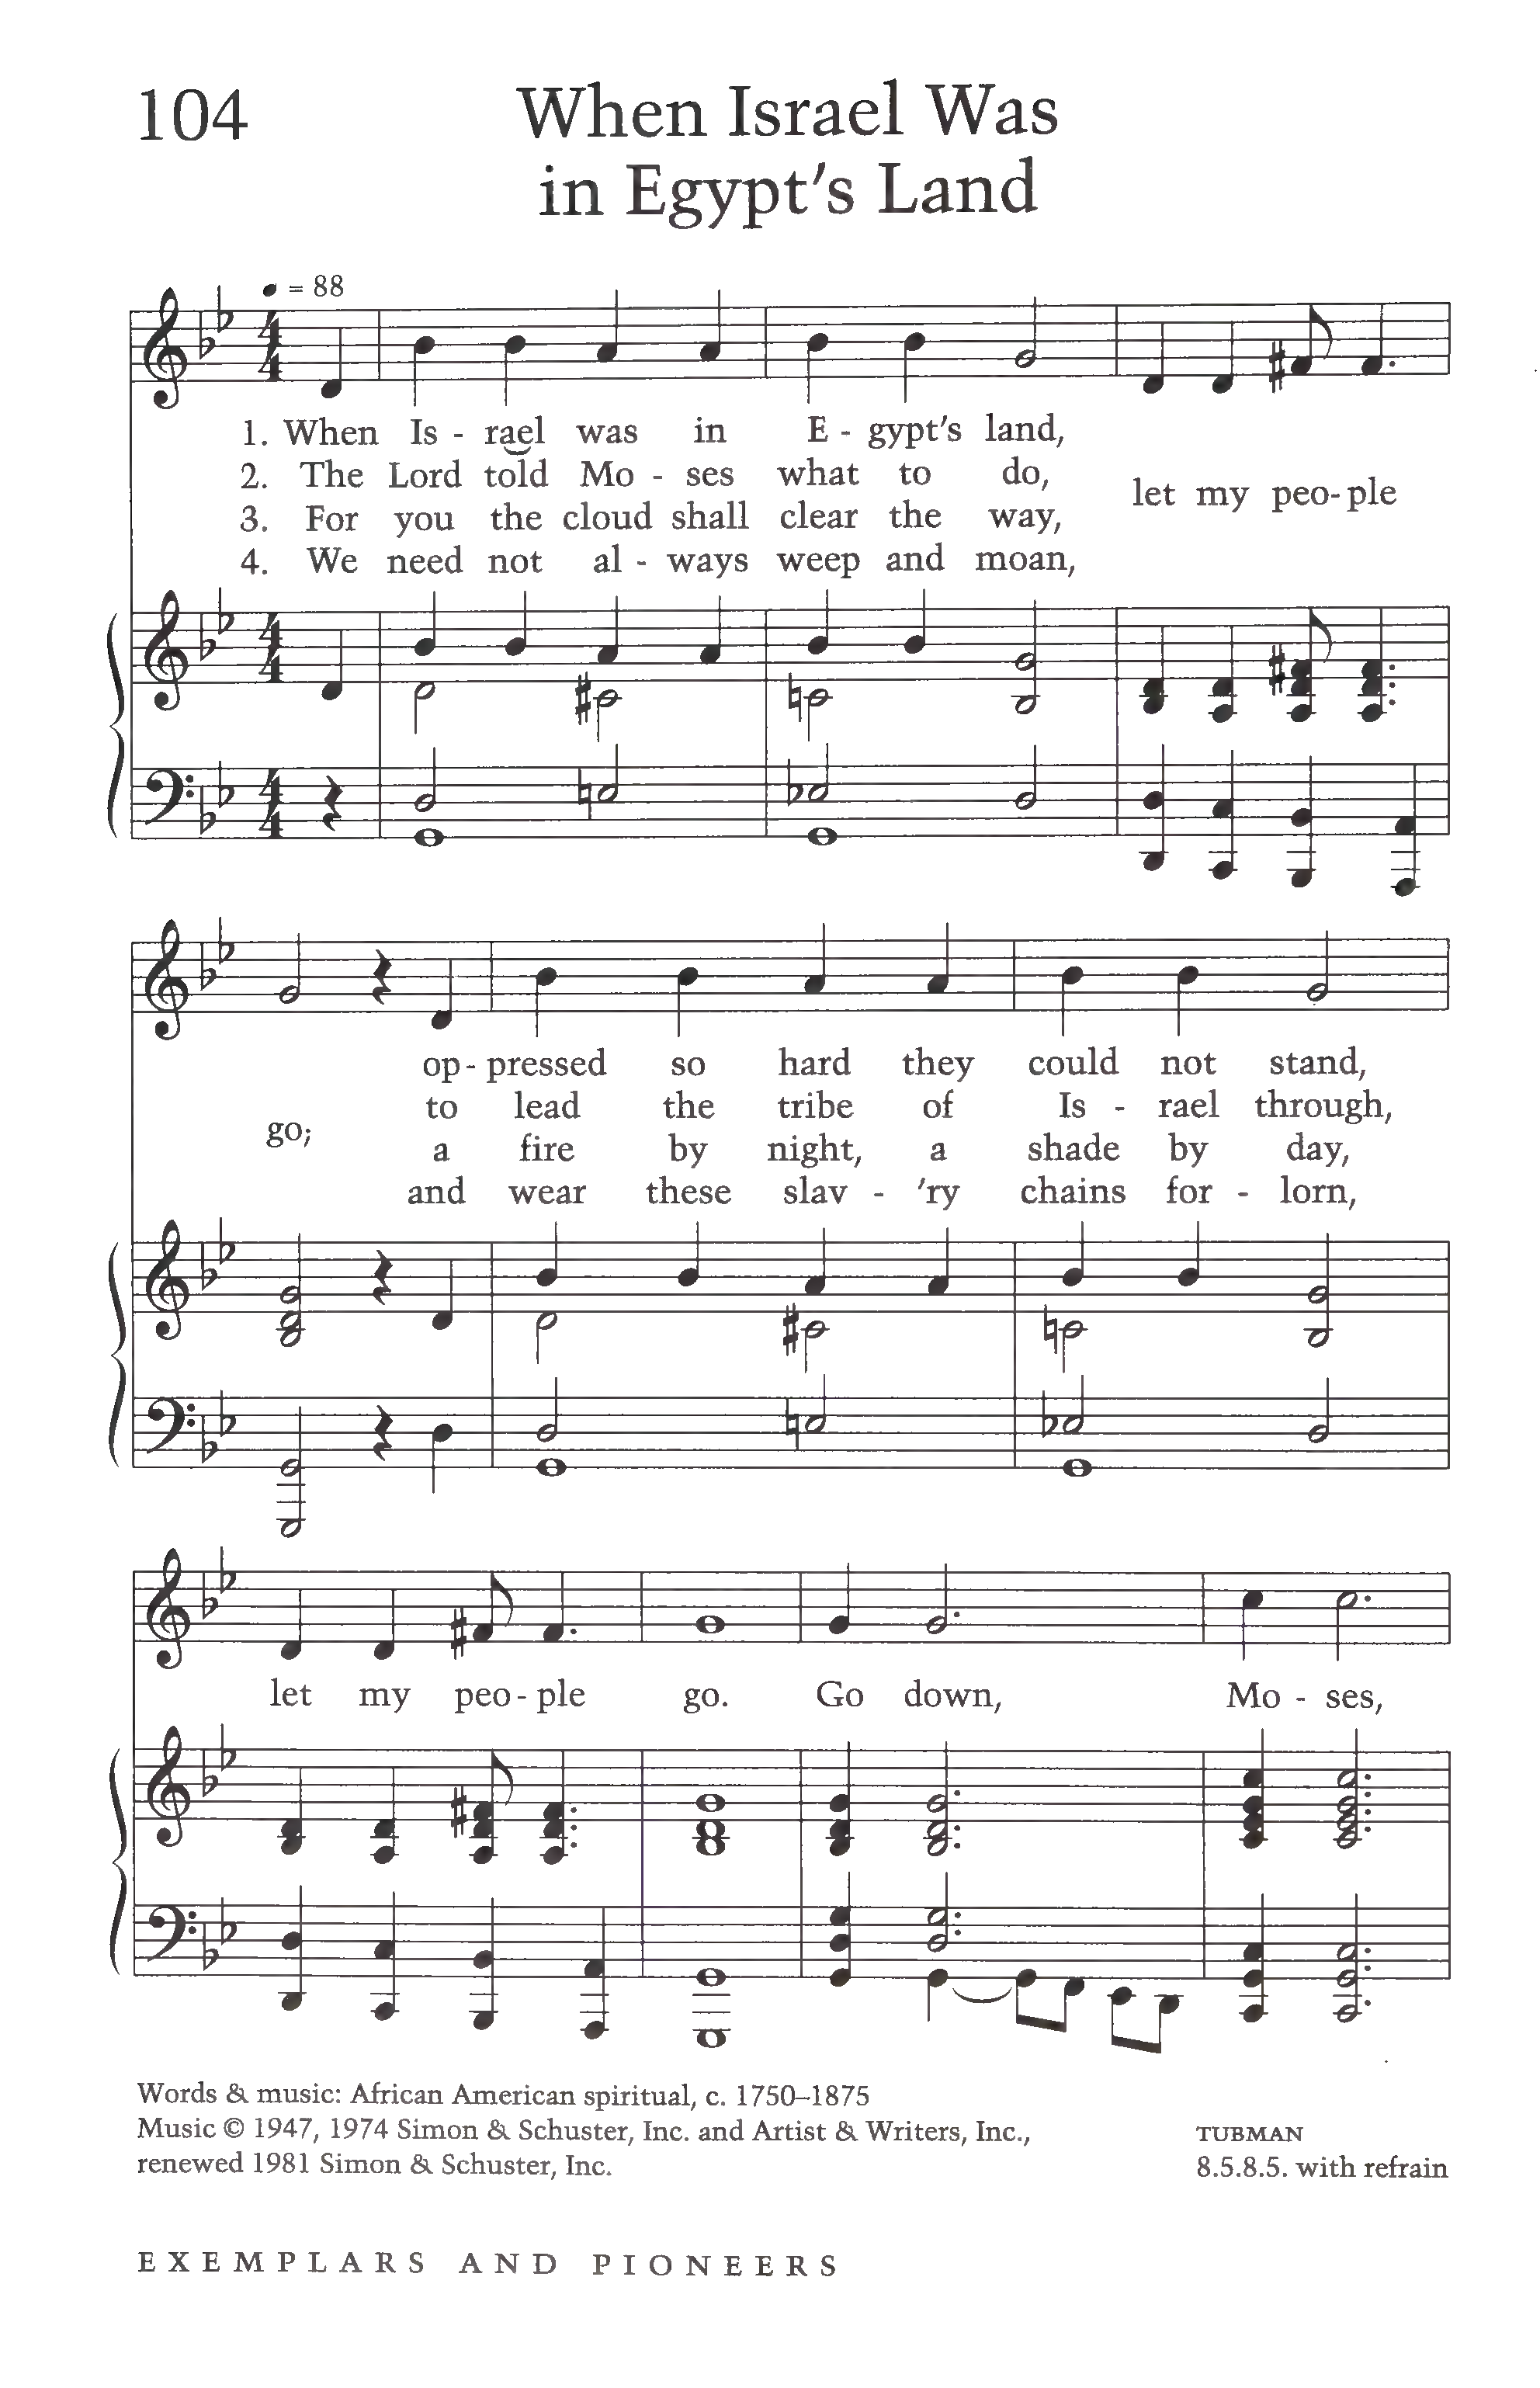 104
When Israel Was
in Egypt's Land
= 88
1. When Is - rael was in E - gypt's land,
2. The Lord told Mo - ses what to do,
3. For you the cloud shall clear the way,
4. We need not al - ways weep and moan,
let my peo- ple
go;
op- pressed so hard they could not stand,
to lead the tribe of Is - rael through,
a fire by night, a shade by day,
and wear these slav - 'ry chains for - lorn,
let my peo- ple go. Go down, Mo - ses,
Words & music: African American spiritual, c. 1750–1875
Music © 1947, 1974 Simon & Schuster, Inc. and Artist & Writers, Inc.,
renewed 1981 Simon & Schuster, Inc.
TUBMAN
8.5.8.5. with refrain
EXEMPLARS AND PIONEERS